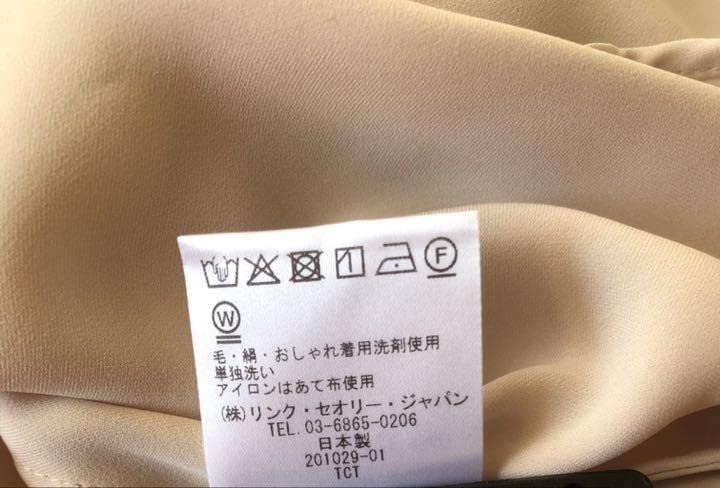 F
W
毛・絹・おしゃれ着用洗剤使用
単独洗い
アイロンはあて布使用
(株)リンク・セオリー・ジャパン
TEL.03-6865-0206
日本製
201029-01
TCT